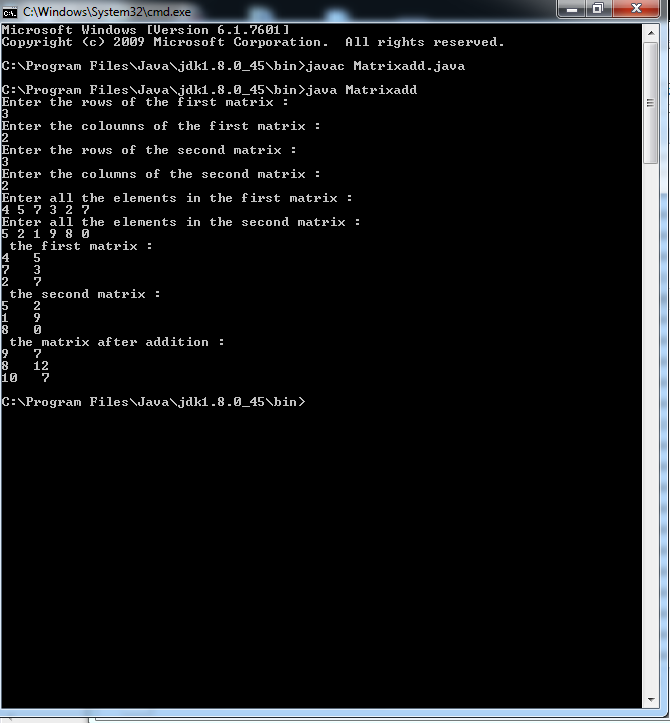 C:\Windows\System32\cmd.exe
Microsoft Windows [Version 6.1.7601]
Copyright (c) 2009 Microsoft Corporation.  All rights reserved.
C:\Program Files\Java\jdk1.8.0_45\bin>javac Matrixadd.java
C:\Program Files\Java\jdk1.8.0_45\bin>java Matrixadd
Enter the rows of the first matrix :
3
Enter the coloumns of the first matrix :
2
Enter the rows of the second matrix :
3
Enter the columns of the second matrix :
2
Enter all the elements in the first matrix :
4 5 7 3 2 7
Enter all the elements in the second matrix :
5 2 1 9 8 0
 the first matrix :
4   5
7   3
2   7
 the second matrix :
5   2
1   9
8   0
 the matrix after addition :
9   7
8   12
10   7
C:\Program Files\Java\jdk1.8.0_45\bin>